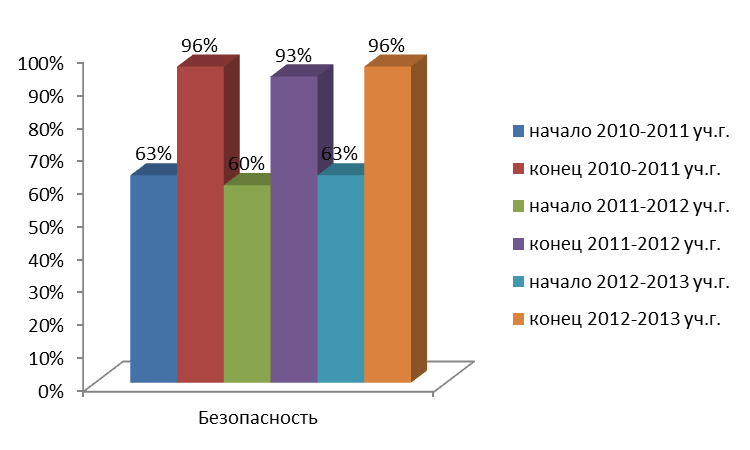 96%
93%
96%
63%
60%
63%
100%
90%
80%
70%
60%
50%
40%
30%
20%
10%
0%
Безопасность
начало 2010-2011 уч.г.
конец 2010-2011 уч.г.
начало 2011-2012 уч.г.
конец 2011-2012 уч.г.
начало 2012-2013 уч.г.
конец 2012-2013 уч.г.